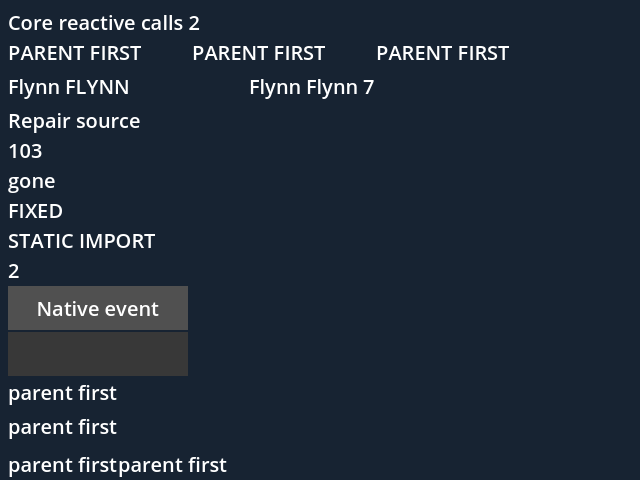 Core reactive calls 2
PARENT FIRST PARENT FIRST PARENT FIRST
Flynn FLYNN Flynn Flynn 7
Repair source
103
gone
FIXED
STATIC IMPORT
2
Native event
parent first
parent first
parent firstparent first